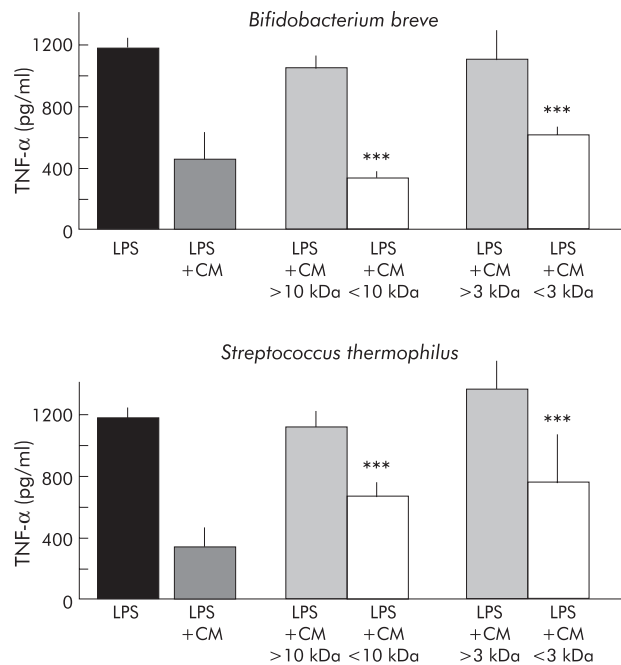 Bifidobacterium breve
TNF-α (pg/ml)
1200
800
400
0
***
***
LPS
LPS
+CM
LPS
+CM
>10 kDa
LPS
+CM
<10 kDa
LPS
+CM
>3 kDa
LPS
+CM
<3 kDa
Streptococcus thermophilus
TNF-α (pg/ml)
1200
800
400
0
***
***
LPS
LPS
+CM
LPS
+CM
>10 kDa
LPS
+CM
<10 kDa
LPS
+CM
>3 kDa
LPS
+CM
<3 kDa